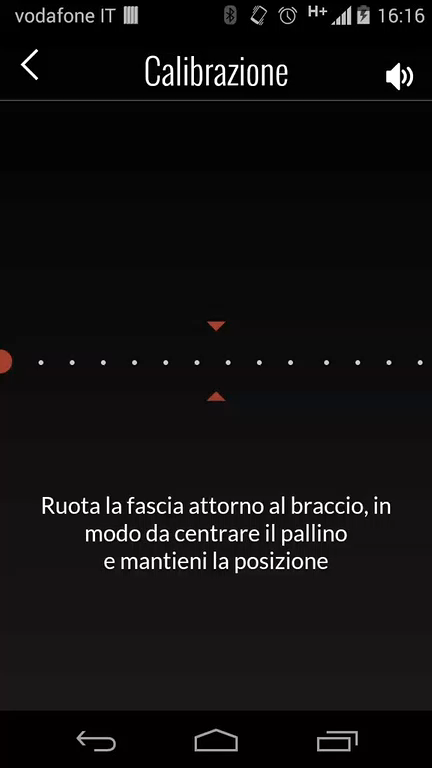 vodafone IT H+ 16:16
Calibrazione
Ruota la fascia attorno al braccio, in
modo da centrare il pallino
e mantieni la posizione